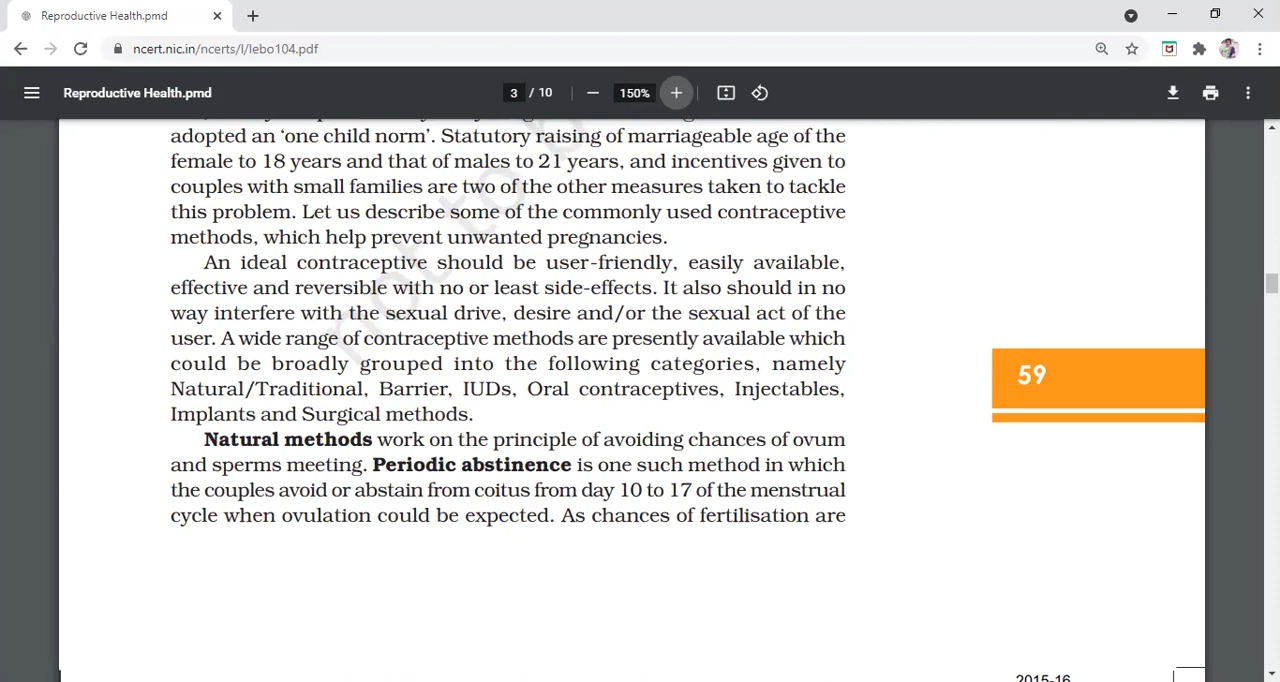 Reproductive Health.pmd
ncert.nic.in/ncerts/l/lebo104.pdf
Reproductive Health.pmd
3 / 10
150%
adopted an ‘one child norm’. Statutory raising of marriageable age of the
female to 18 years and that of males to 21 years, and incentives given to
couples with small families are two of the other measures taken to tackle
this problem. Let us describe some of the commonly used contraceptive
methods, which help prevent unwanted pregnancies.
An ideal contraceptive should be user-friendly, easily available,
effective and reversible with no or least side-effects. It also should in no
way interfere with the sexual drive, desire and/or the sexual act of the
user. A wide range of contraceptive methods are presently available which
could be broadly grouped into the following categories, namely
Natural/Traditional, Barrier, IUDs, Oral contraceptives, Injectables,
Implants and Surgical methods.
Natural methods work on the principle of avoiding chances of ovum
and sperms meeting. Periodic abstinence is one such method in which
the couples avoid or abstain from coitus from day 10 to 17 of the menstrual
cycle when ovulation could be expected. As chances of fertilisation are
59
not to b
2015-16